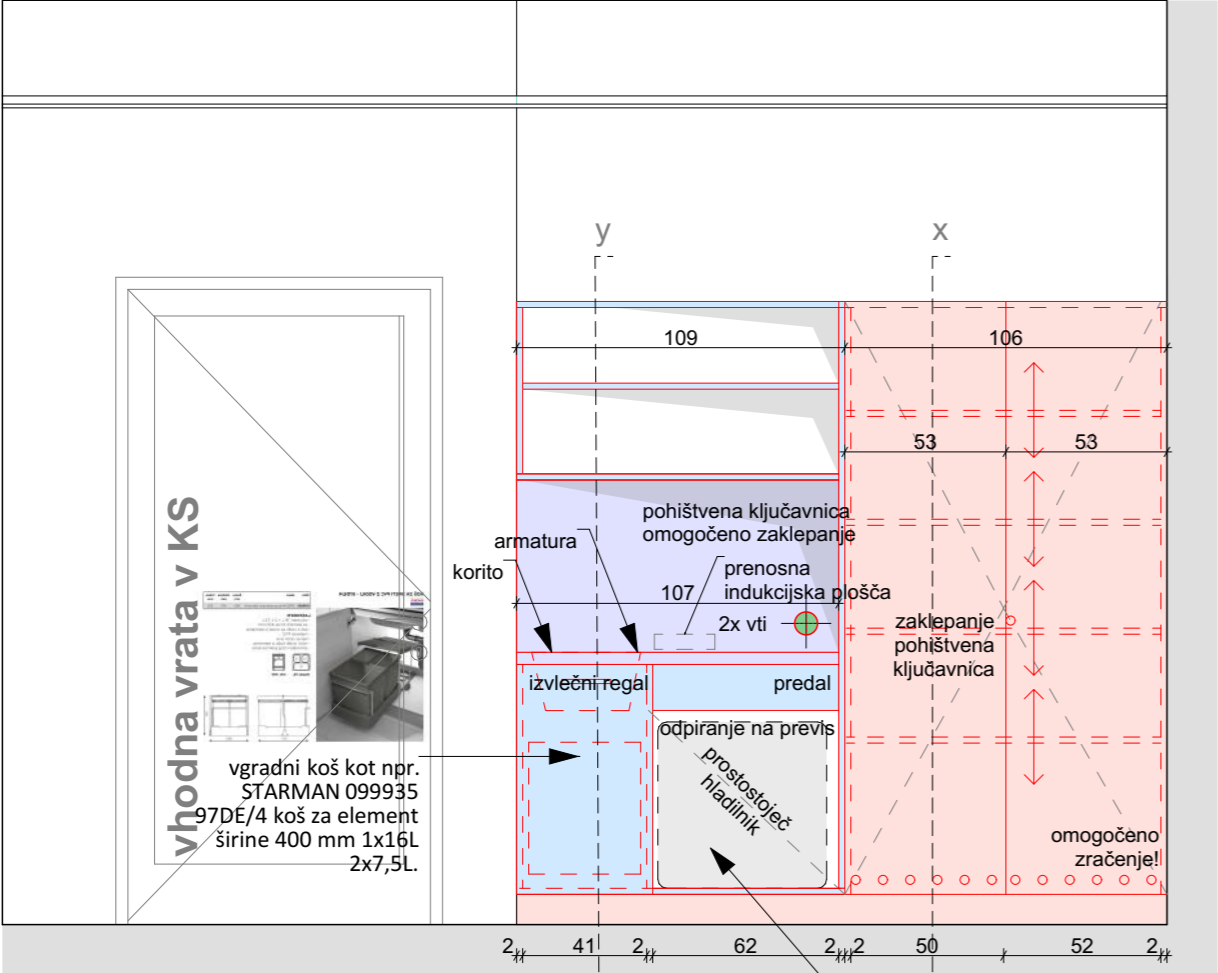 y
x
109
106
53
53
pohištvena ključavnica
omogočeno zaklepanje
armatura
korito
prenosna
indukcijska plošča
107
2x vti
zaklepanje
pohištvena
ključavnica
izvlečni regal
predal
odpiranje na previs
prostostoječ
hladilnik
vhodna vrata v KS
vgradni koš kot npr.
STARMAN 099935
97DE/4 koš za element
širine 400 mm 1x16L
2x7,5L.
omogočeno
zračenje!
2 41 2 62 2 2 50 52 2